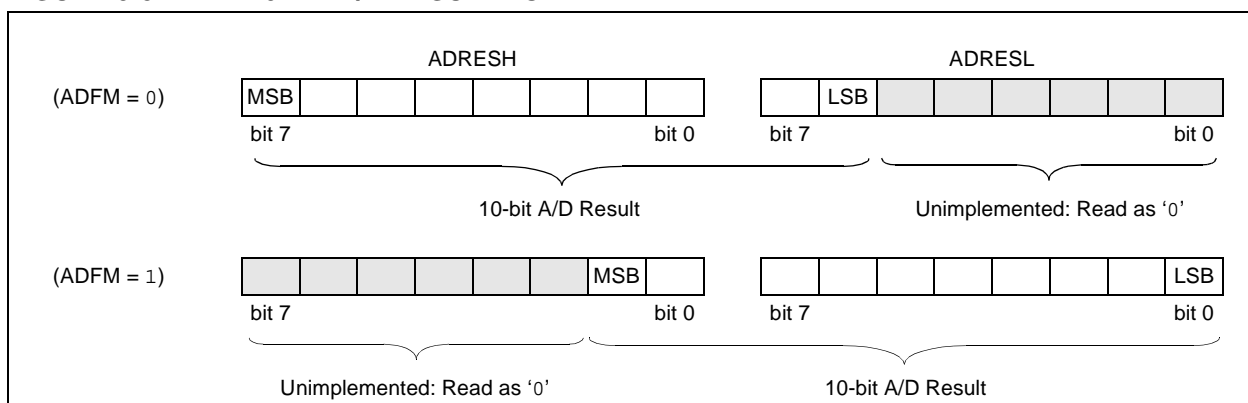 ADRESH ADRESL
(ADFM = 0) MSB LSB
bit 7 bit 0 bit 7 bit 0
10-bit A/D Result Unimplemented: Read as ‘0’
(ADFM = 1) MSB LSB
bit 7 bit 0 bit 7 bit 0
Unimplemented: Read as ‘0’ 10-bit A/D Result